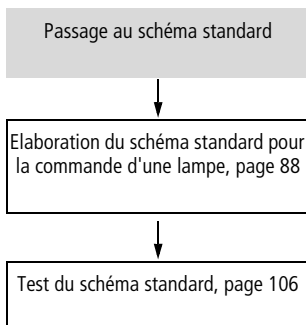 Passage au schéma standard
Elaboration du schéma standard pour
la commande d'une lampe, page 88
Test du schéma standard, page 106